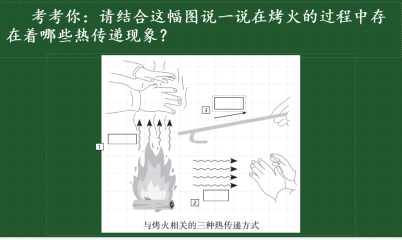 考考你：请结合这幅图说一说在烤火的过程中存
在着哪些热传递现象？
3
1
2
与烤火相关的三种热传递方式